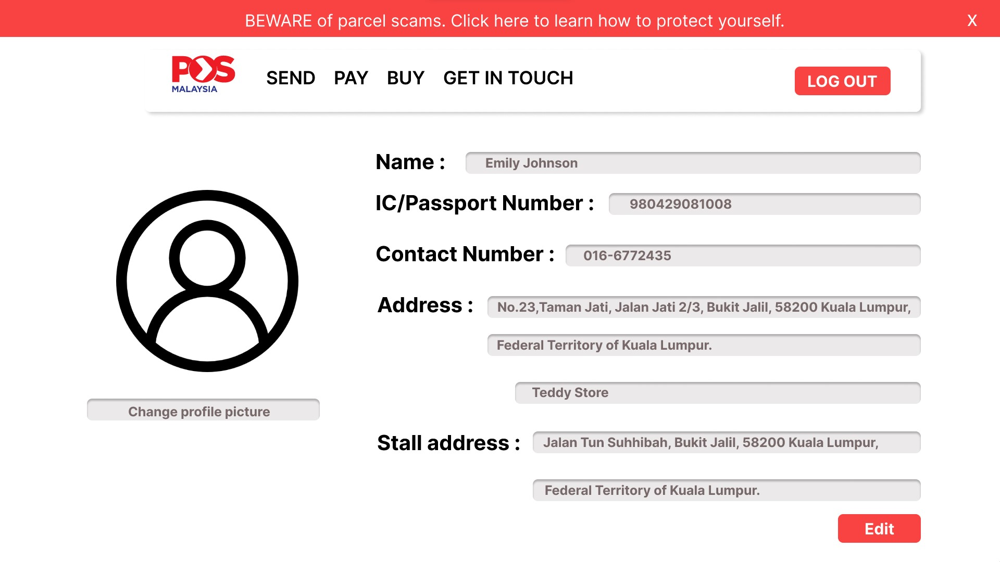 BEWARE of parcel scams. Click here to learn how to protect yourself.
X
POS
MALAYSIA
SEND PAY BUY GET IN TOUCH
LOG OUT
Name : Emily Johnson
IC/Passport Number : 980429081008
Contact Number : 016-6772435
Address : No.23,Taman Jati, Jalan Jati 2/3, Bukit Jalil, 58200 Kuala Lumpur,
Federal Territory of Kuala Lumpur.
Teddy Store
Change profile picture
Stall address : Jalan Tun Suhhibah, Bukit Jalil, 58200 Kuala Lumpur,
Federal Territory of Kuala Lumpur.
Edit